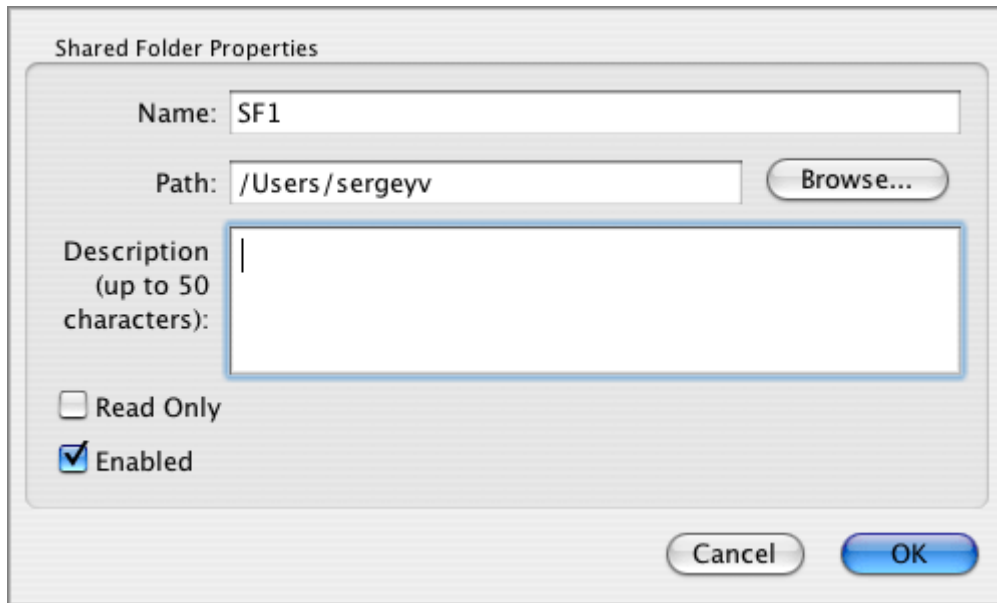 Shared Folder Properties
Name: SF1
Path: /Users/sergeyv Browse...
Description
(up to 50
characters):
Read Only
Enabled
Cancel OK